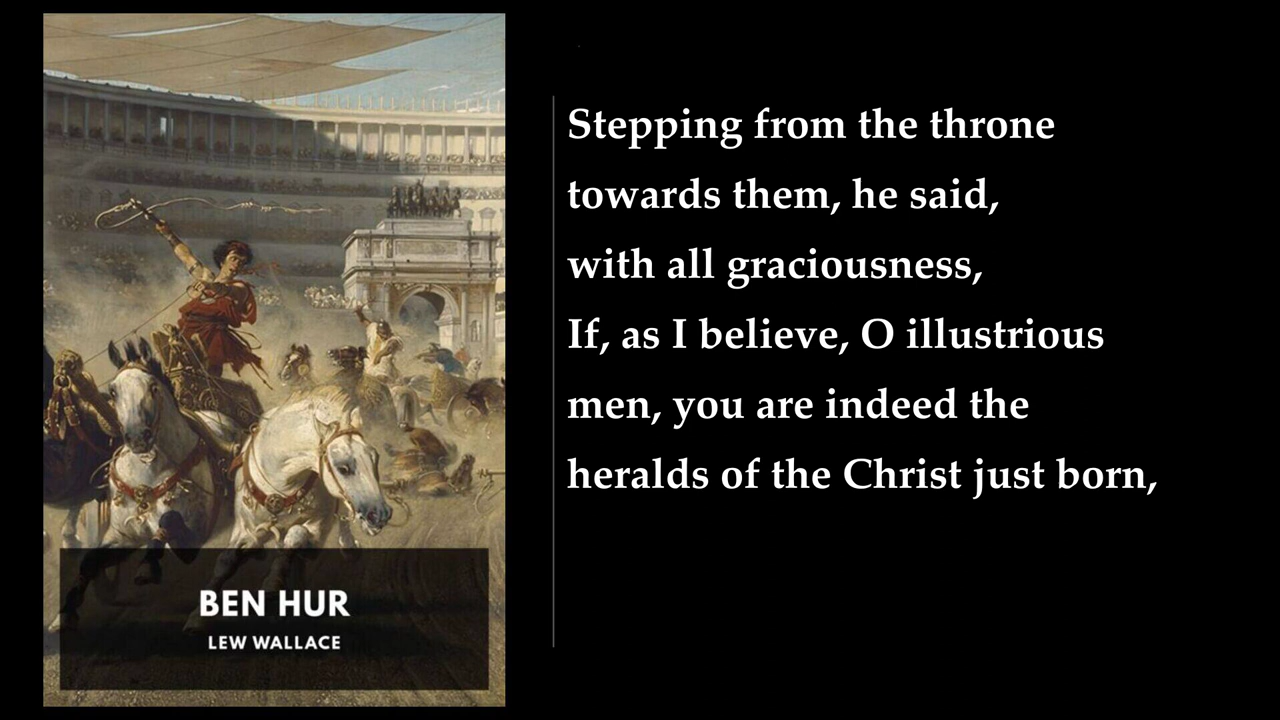 BEN HUR
LEW WALLACE
Stepping from the throne
towards them, he said,
with all graciousness,
If, as I believe, O illustrious
men, you are indeed the
heralds of the Christ just born,